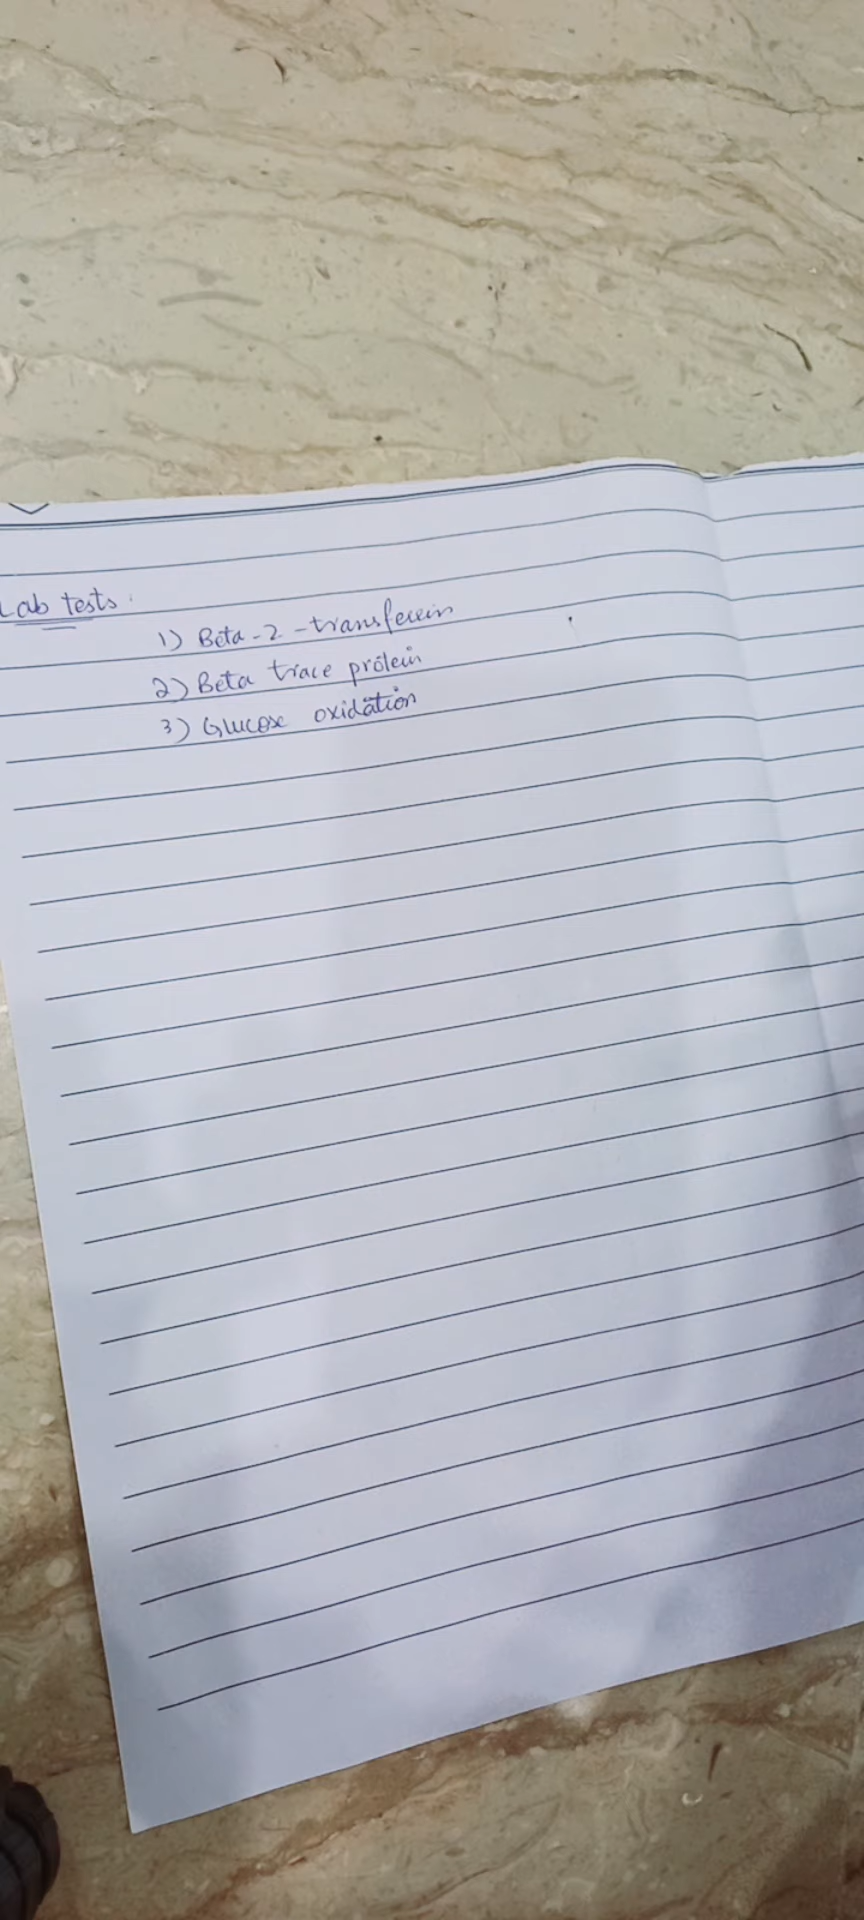 Lab tests:
1) Beta-2-transferein
2) Beta trace protein
3) Glucose oxidation